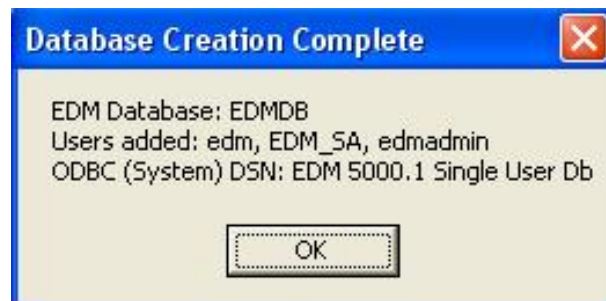 Database Creation Complete
EDM Database: EDMDB
Users added: edm, EDM_SA, edmadmin
ODBC (System) DSN: EDM 5000.1 Single User Db
OK